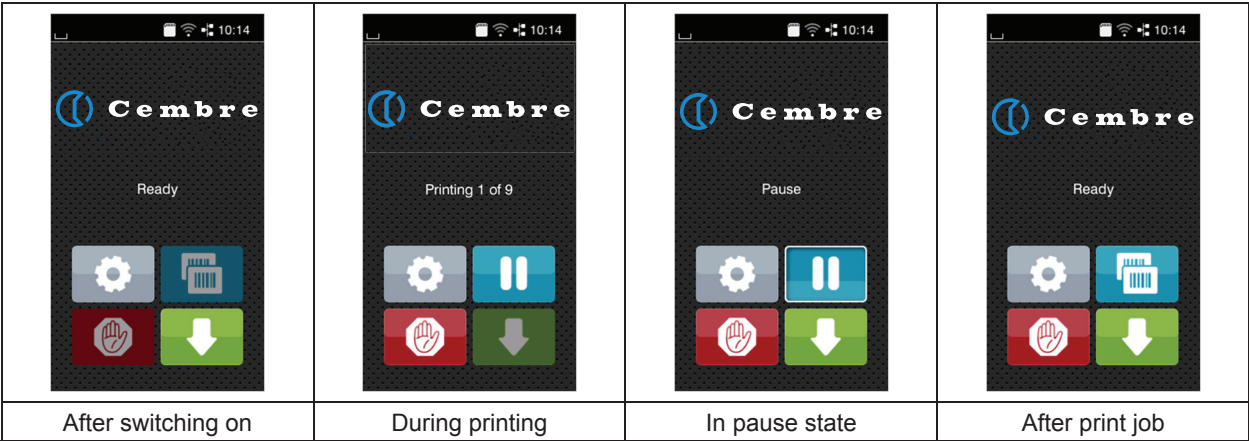 10:14
Cembre
Ready
After switching on
10:14
Cembre
Printing 1 of 9
During printing
10:14
Cembre
Pause
In pause state
10:14
Cembre
Ready
After print job